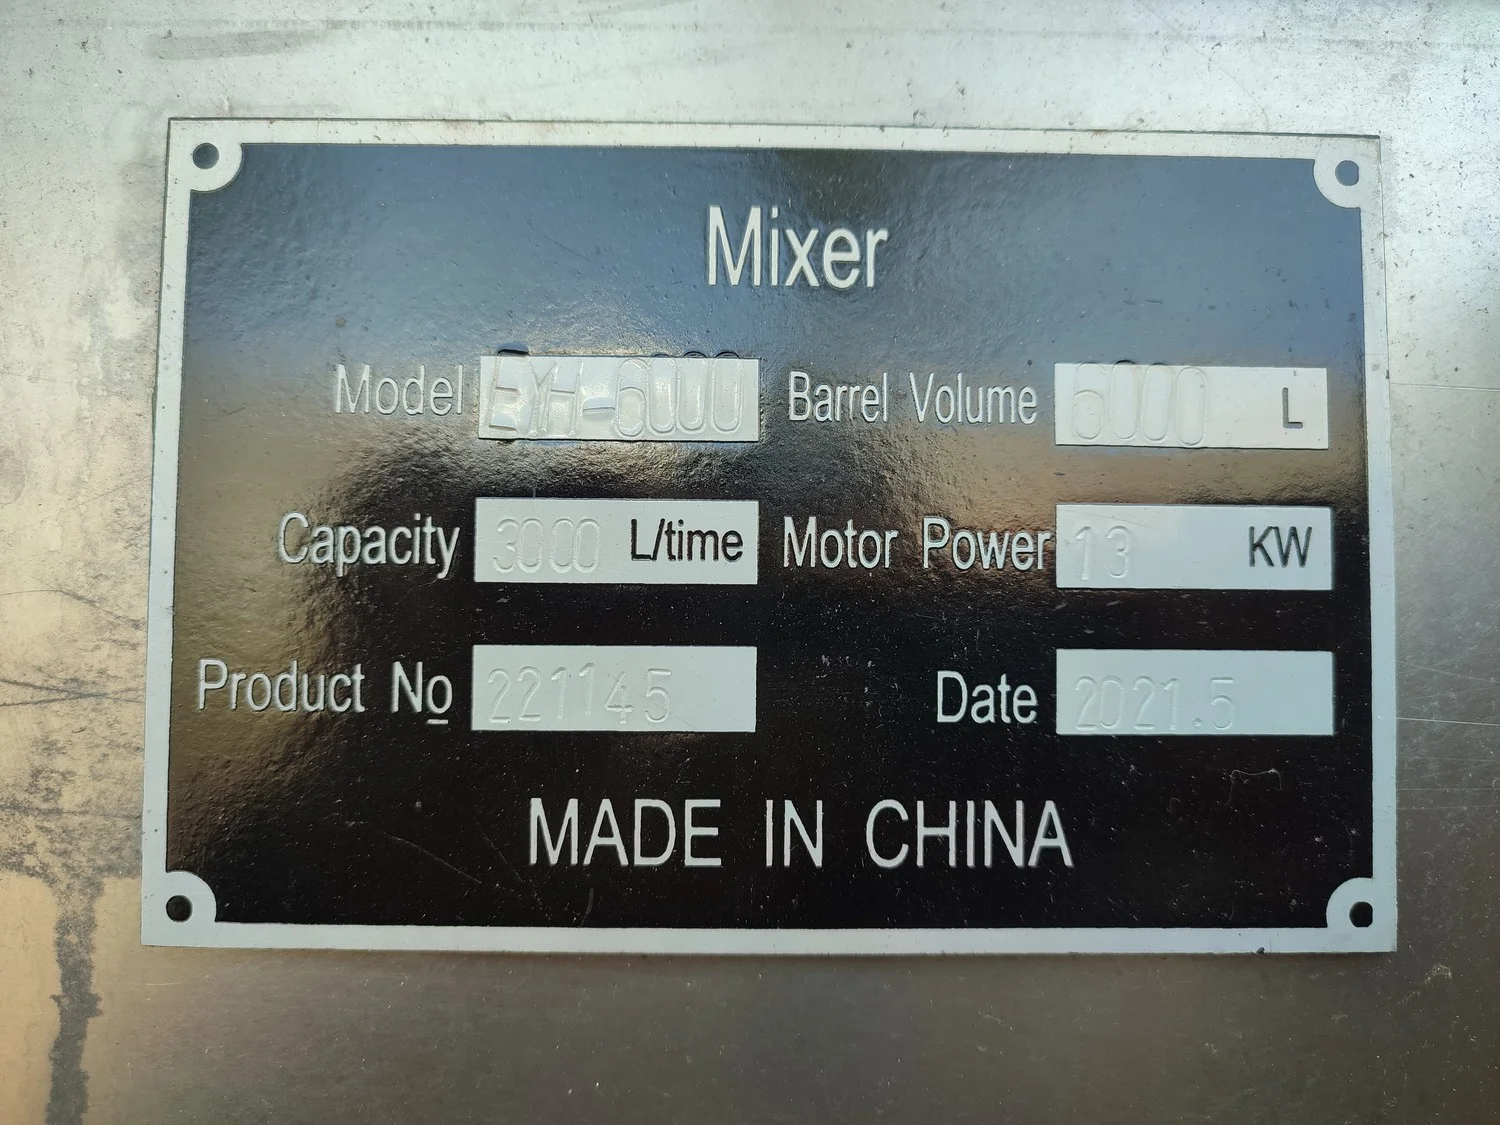 Mixer
Model EYH-6000 Barrel Volume 6000 L
Capacity 3000 L/time Motor Power 13 KW
Product No 221145 Date 2021.5
MADE IN CHINA